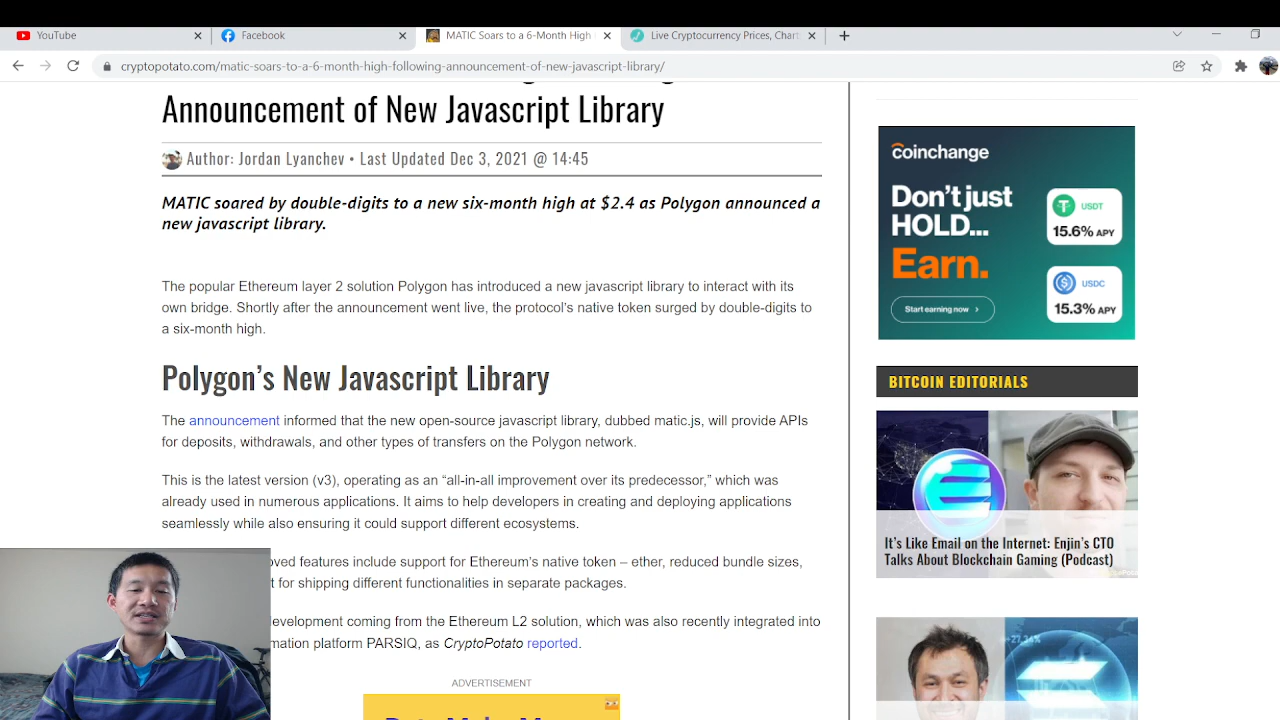 YouTube
Facebook
MATIC Soars to a 6-Month High
Live Cryptocurrency Prices, Chart
cryptopotato.com/matic-soars-to-a-6-month-high-following-announcement-of-new-javascript-library/
Announcement of New Javascript Library
Author: Jordan Lyanchev • Last Updated Dec 3, 2021 @ 14:45
MATIC soared by double-digits to a new six-month high at $2.4 as Polygon announced a
new javascript library.
The popular Ethereum layer 2 solution Polygon has introduced a new javascript library to interact with its
own bridge. Shortly after the announcement went live, the protocol's native token surged by double-digits to
a six-month high.
Polygon's New Javascript Library
The announcement informed that the new open-source javascript library, dubbed matic.js, will provide APIs
for deposits, withdrawals, and other types of transfers on the Polygon network.
This is the latest version (v3), operating as an “all-in-all improvement over its predecessor,” which was
already used in numerous applications. It aims to help developers in creating and deploying applications
seamlessly while also ensuring it could support different ecosystems.
oved features include support for Ethereum's native token – ether, reduced bundle sizes,
t for shipping different functionalities in separate packages.
evelopment coming from the Ethereum L2 solution, which was also recently integrated into
mation platform PARSIQ, as CryptoPotato reported.
ADVERTISEMENT
coinchange
Don't just
HOLD...
Earn.
Start earning now >
USDT
15.6% APY
USDC
15.3% APY
BITCOIN EDITORIALS
It's Like Email on the Internet: Enjin's CTO
Talks About Blockchain Gaming (Podcast)